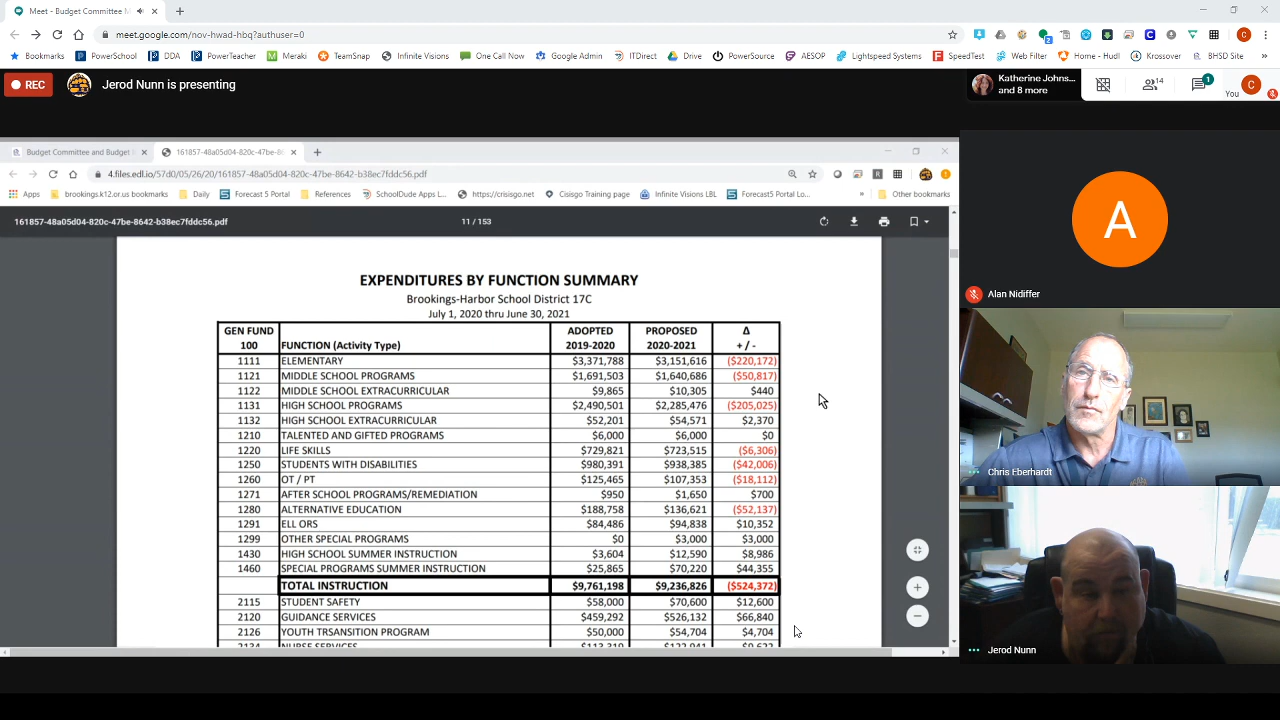 Meet - Budget Committee M
meet.google.com/nov-hwad-hbq?authuser=0
Bookmarks PowerSchool DDA PowerTeacher Meraki TeamSnap Infinite Visions One Call Now Google Admin ITDirect Drive PowerSource AESOP Lightspeed Systems SpeedTest Web Filter Home - Hudl Krossover BHSD Site
REC Jerod Nunn is presenting
Katherine Johns...
and 8 more
14
1
You
C
Budget Committee and Budget
161857-48a05d04-820c-47be-8
4.files.edl.io/57d0/05/26/20/161857-48a05d04-820c-47be-8642-b38ec7fddc56.pdf
Apps brookings.k12.or.us bookmarks Daily Forecast 5 Portal References SchoolDude Apps L... https://crisisgo.net Cisisgo Training page Infinite Visions LBL Forecast5 Portal Lo... Other bookmarks
161857-48a05d04-820c-47be-8642-b38ec7fddc56.pdf 11 / 153
EXPENDITURES BY FUNCTION SUMMARY
Brookings-Harbor School District 17C
July 1, 2020 thru June 30, 2021
GEN FUND ADOPTED PROPOSED Δ
100 FUNCTION (Activity Type) 2019-2020 2020-2021 + / -
1111 ELEMENTARY $3,371,788 $3,151,616 ($220,172)
1121 MIDDLE SCHOOL PROGRAMS $1,691,503 $1,640,686 ($50,817)
1122 MIDDLE SCHOOL EXTRACURRICULAR $9,865 $10,305 $440
1131 HIGH SCHOOL PROGRAMS $2,490,501 $2,285,476 ($205,025)
1132 HIGH SCHOOL EXTRACURRICULAR $52,201 $54,571 $2,370
1210 TALENTED AND GIFTED PROGRAMS $6,000 $6,000 $0
1220 LIFE SKILLS $729,821 $723,515 ($6,306)
1250 STUDENTS WITH DISABILITIES $980,391 $938,385 ($42,006)
1260 OT / PT $125,465 $107,353 ($18,112)
1271 AFTER SCHOOL PROGRAMS/REMEDIATION $950 $1,650 $700
1280 ALTERNATIVE EDUCATION $188,758 $136,621 ($52,137)
1291 ELL ORS $84,486 $94,838 $10,352
1299 OTHER SPECIAL PROGRAMS $0 $3,000 $3,000
1430 HIGH SCHOOL SUMMER INSTRUCTION $3,604 $12,590 $8,986
1460 SPECIAL PROGRAMS SUMMER INSTRUCTION $25,865 $70,220 $44,355
TOTAL INSTRUCTION $9,761,198 $9,236,826 ($524,372)
2115 STUDENT SAFETY $58,000 $70,600 $12,600
2120 GUIDANCE SERVICES $459,292 $526,132 $66,840
2126 YOUTH TRSANSITION PROGRAM $50,000 $54,704 $4,704
2134 NURSE SERVICES $113,319 $122,941 $9,622
A
Alan Nidiffer
Chris Eberhardt
Jerod Nunn